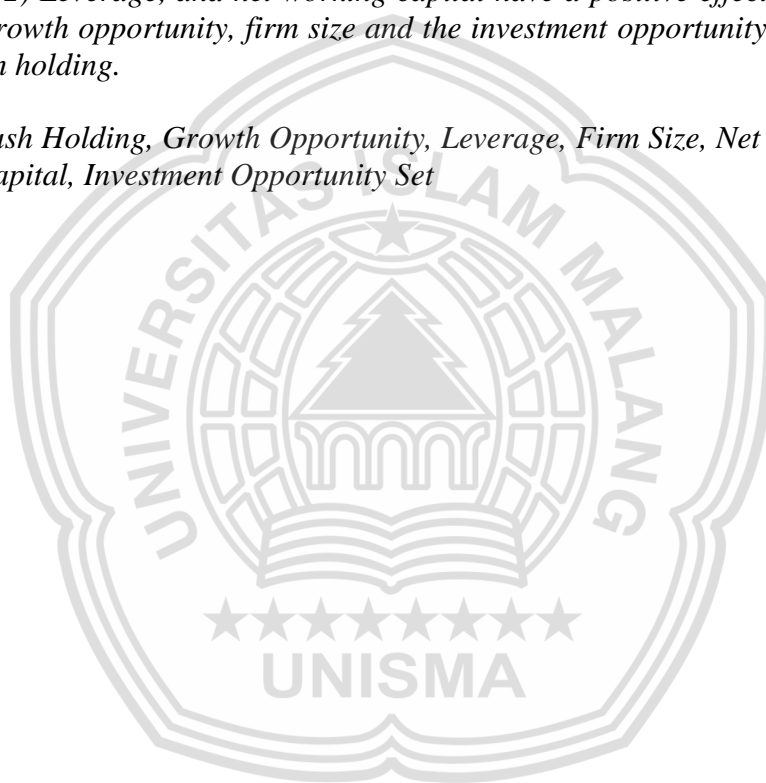 2) Leverage, and net working capital have a positive effect
rowth opportunity, firm size and the investment opportunity
n holding.
ash Holding, Growth Opportunity, Leverage, Firm Size, Net
apital, Investment Opportunity Set
UNIVERSITAS ISLAM MALANG
UNISMA